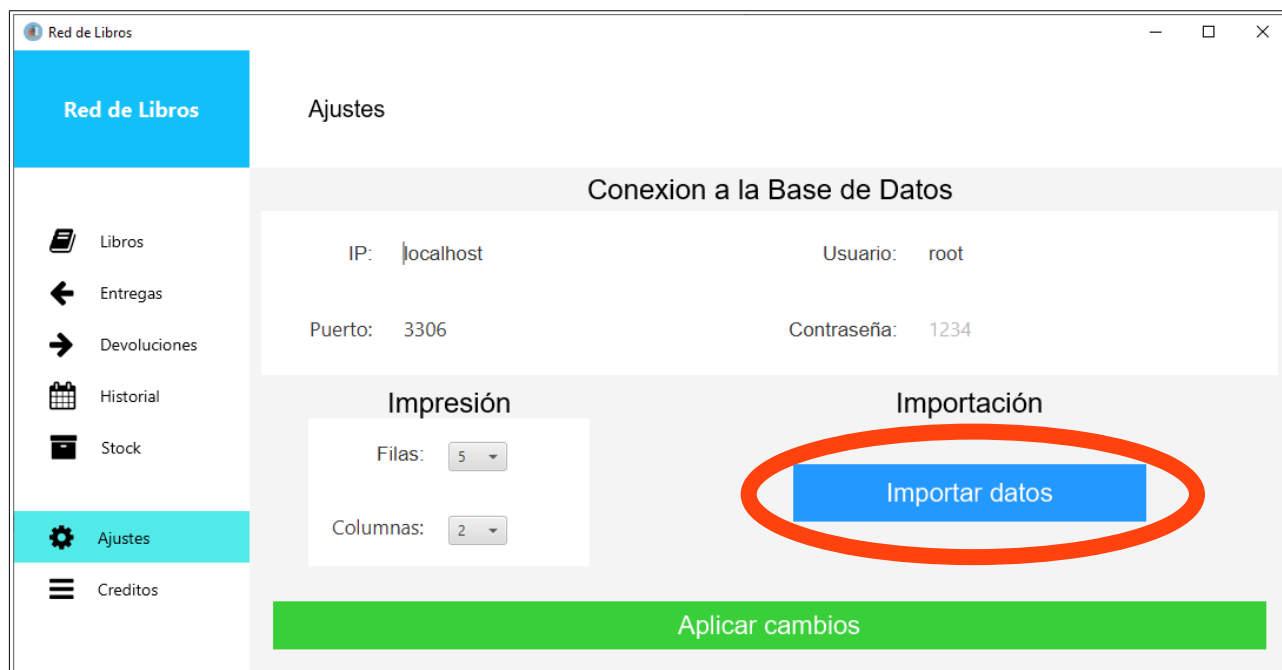 Red de Libros
Red de Libros
Ajustes
Libros
Entregas
Devoluciones
Historial
Stock
Ajustes
Creditos
Conexion a la Base de Datos
IP: localhost Usuario: root
Puerto: 3306 Contraseña: 1234
Impresión Importación
Filas: 5
Importar datos
Columnas: 2
Aplicar cambios